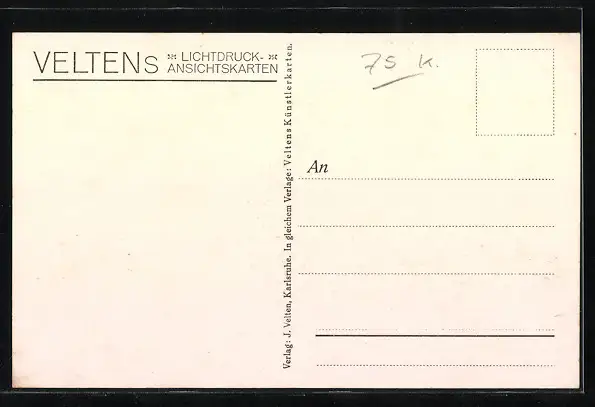 VELTENS ※ LICHTDRUCK- ※
ANSICHTSKARTEN
Verlag: J. Velten, Karlsruhe. In gleichem Verlage: Veltens Künstlerkarten.
75 K.
An